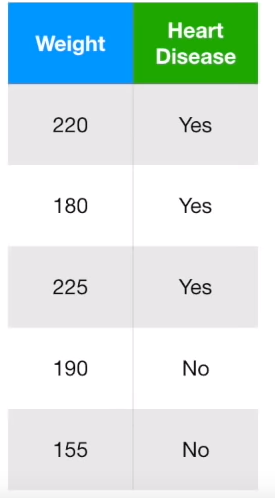 Weight Heart Disease
220 Yes
180 Yes
225 Yes
190 No
155 No